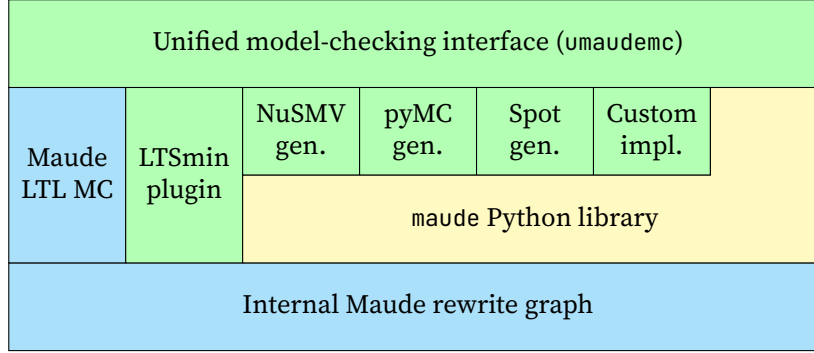 Unified model-checking interface (umaudemc)
Maude
LTL MC
LTSmin
plugin
NuSMV
gen.
pyMC
gen.
Spot
gen.
Custom
impl.
maude Python library
Internal Maude rewrite graph